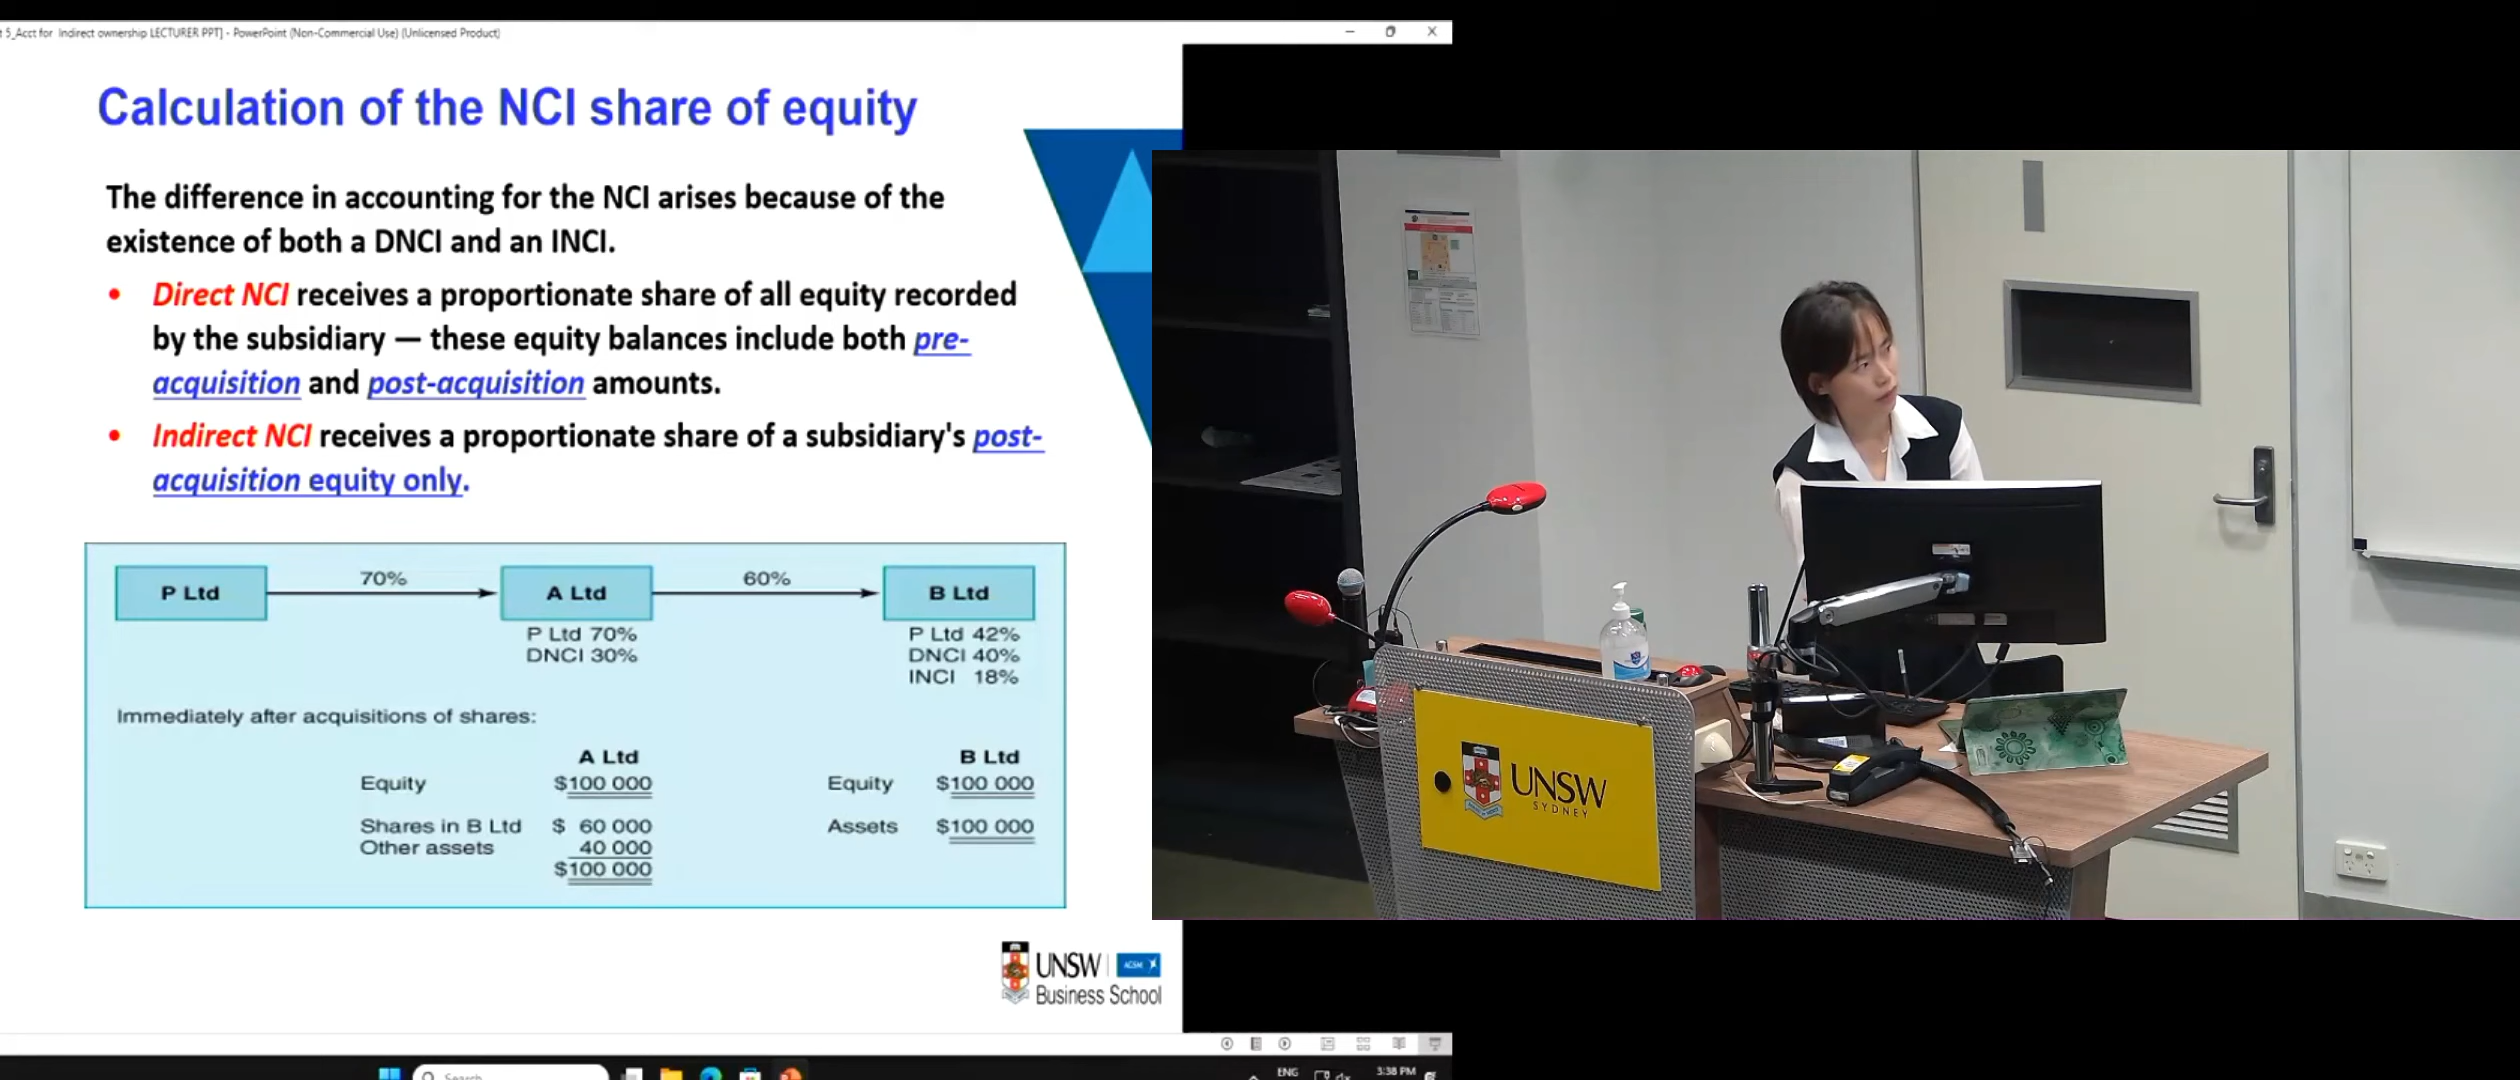 t 5_Acct for Indirect ownership LECTURER PPT] - PowerPoint (Non-Commercial Use) (Unlicensed Product)
Calculation of the NCI share of equity
The difference in accounting for the NCI arises because of the
existence of both a DNCI and an INCI.
• Direct NCI receives a proportionate share of all equity recorded
by the subsidiary — these equity balances include both pre-
acquisition and post-acquisition amounts.
• Indirect NCI receives a proportionate share of a subsidiary's post-
acquisition equity only.
P Ltd 70% A Ltd 60% B Ltd
P Ltd 70% P Ltd 42%
DNCI 30% DNCI 40%
INCI 18%
Immediately after acquisitions of shares:
A Ltd B Ltd
Equity $100 000 Equity $100 000
Shares in B Ltd $ 60 000 Assets $100 000
Other assets 40 000
$100 000
UNSW AGSM
Business School
UNSW
SYDNEY
Search
ENG
3:38 PM